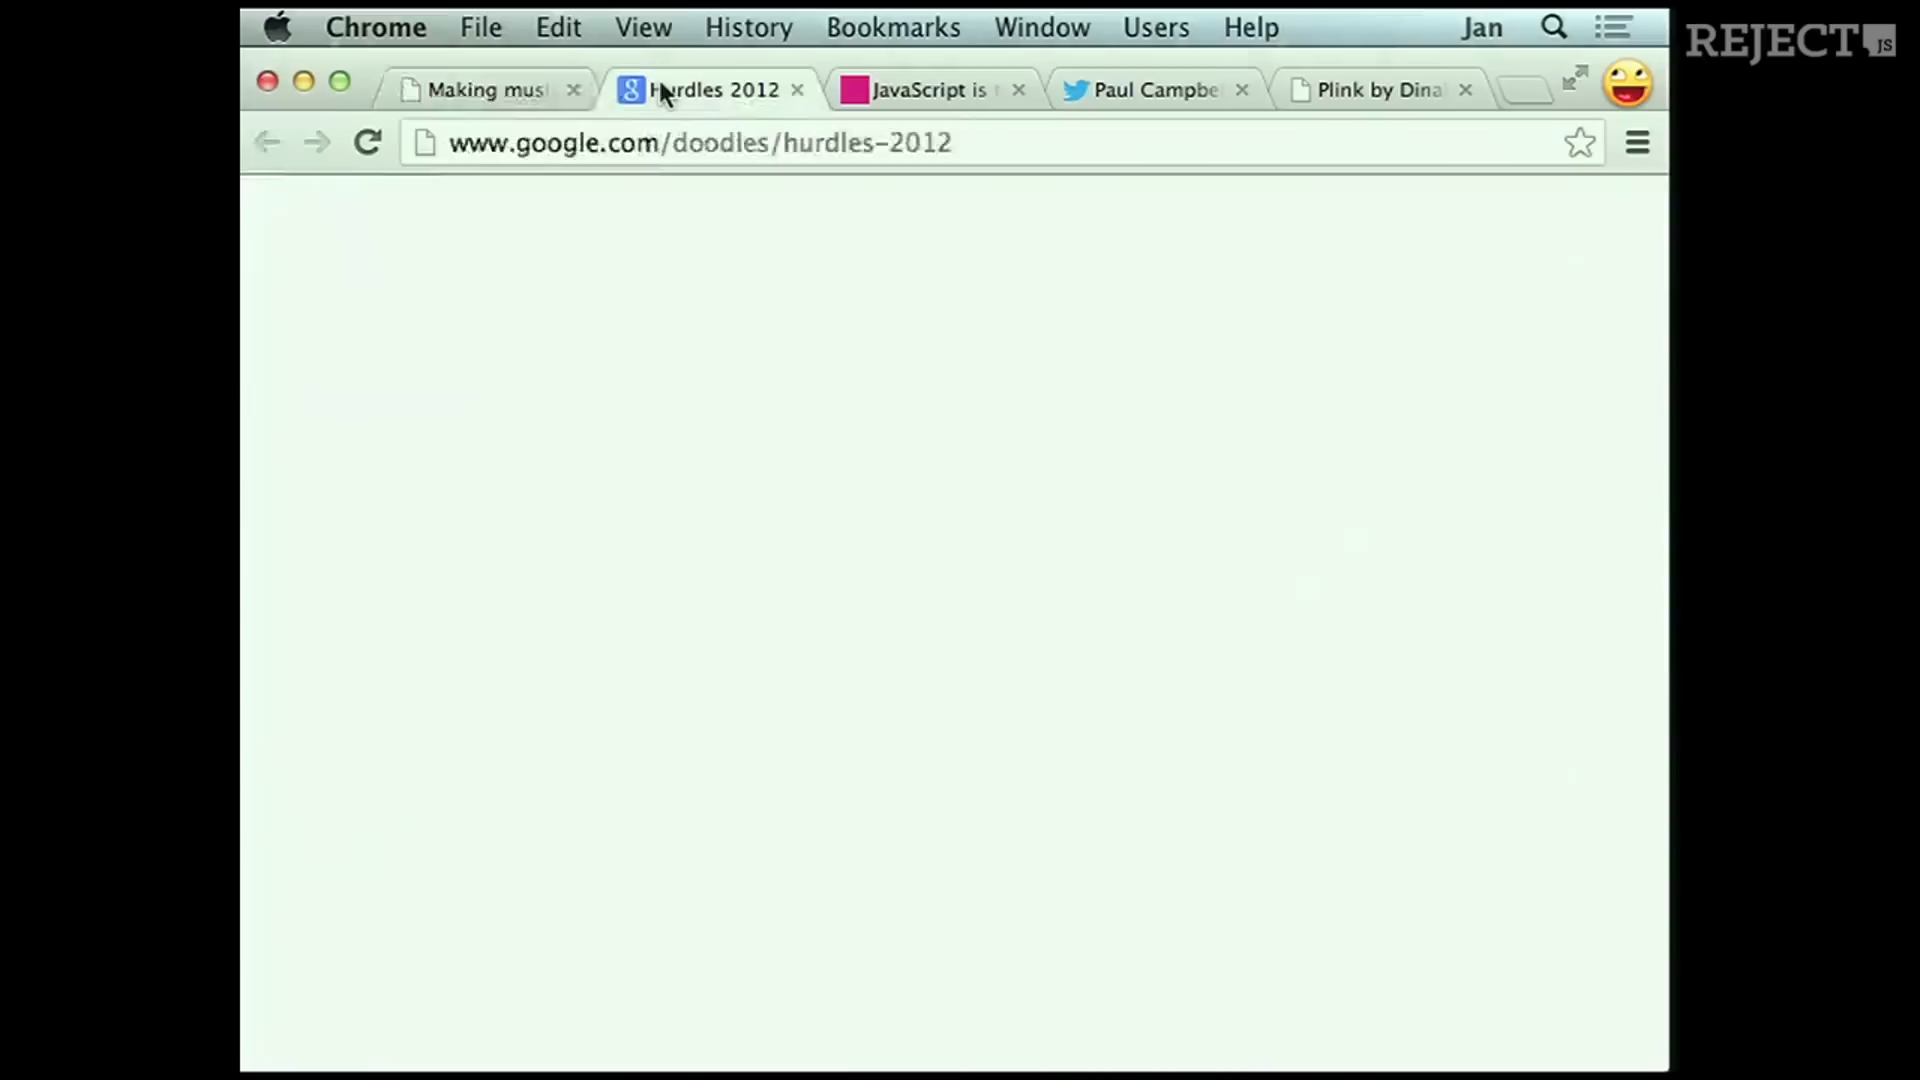 Chrome File Edit View History Bookmarks Window Users Help Jan
REJECT JS
Making mus
Hurdles 2012
JavaScript is
Paul Campbe
Plink by Dina
www.google.com/doodles/hurdles-2012